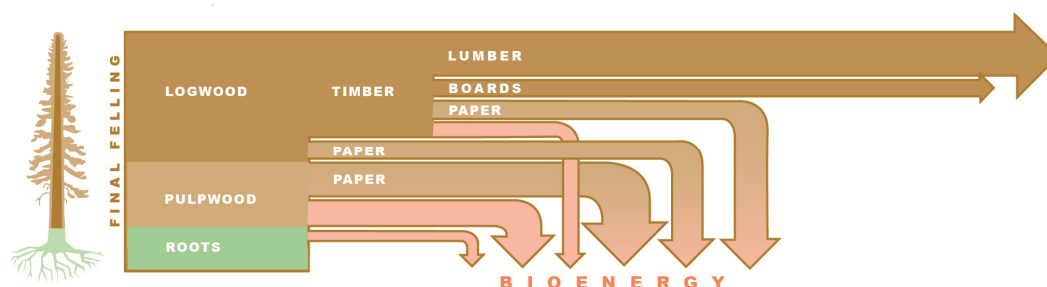 FINAL FELLING
LOGWOOD
TIMBER
LUMBER
BOARDS
PAPER
PAPER
PAPER
PULPWOOD
ROOTS
BIOENERGY